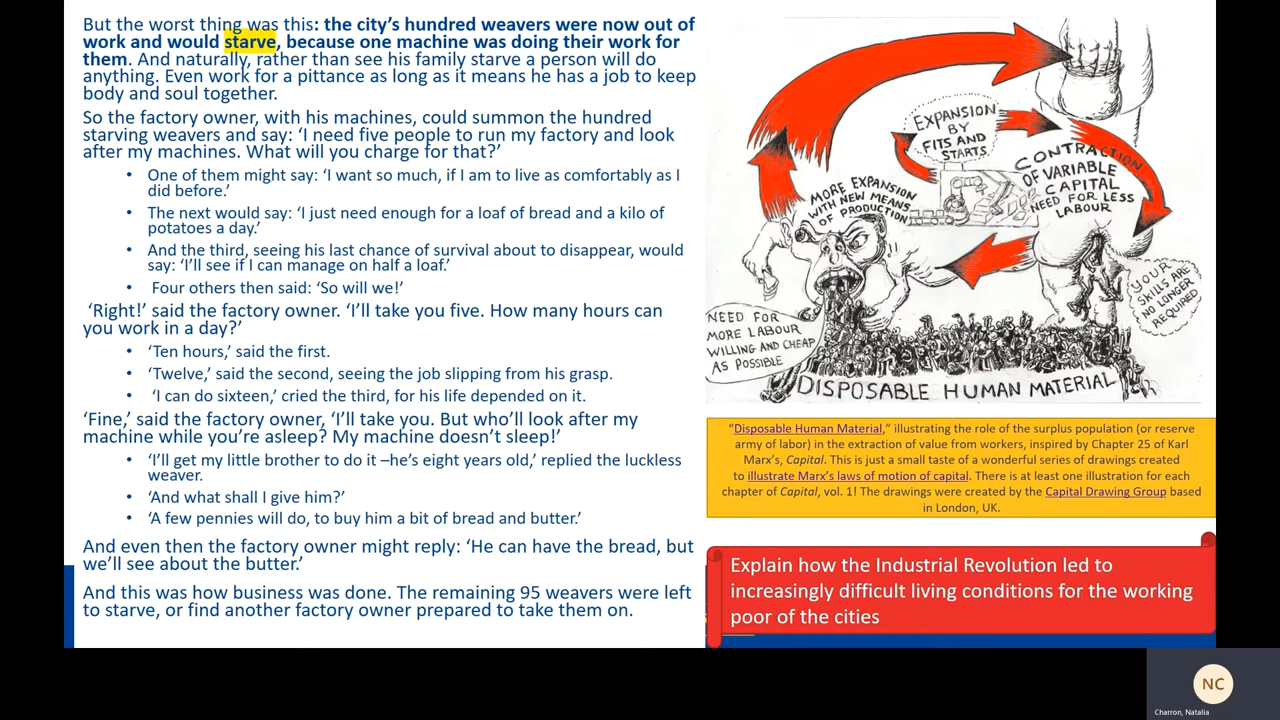 But the worst thing was this: the city's hundred weavers were now out of
work and would starve, because one machine was doing their work for
them. And naturally, rather than see his family starve a person will do
anything. Even work for a pittance as long as it means he has a job to keep
body and soul together.
So the factory owner, with his machines, could summon the hundred
starving weavers and say: ‘I need five people to run my factory and look
after my machines. What will you charge for that?’
• One of them might say: ‘I want so much, if I am to live as comfortably as I
did before.’
• The next would say: ‘I just need enough for a loaf of bread and a kilo of
potatoes a day.’
• And the third, seeing his last chance of survival about to disappear, would
say: ‘I’ll see if I can manage on half a loaf.’
• Four others then said: ‘So will we!’
‘Right!’ said the factory owner. ‘I’ll take you five. How many hours can
you work in a day?’
• ‘Ten hours,’ said the first.
• ‘Twelve,’ said the second, seeing the job slipping from his grasp.
• ‘I can do sixteen,’ cried the third, for his life depended on it.
‘Fine,’ said the factory owner, ‘I’ll take you. But who’ll look after my
machine while you’re asleep? My machine doesn’t sleep!’
• ‘I’ll get my little brother to do it –he’s eight years old,’ replied the luckless
weaver.
• ‘And what shall I give him?’
• ‘A few pennies will do, to buy him a bit of bread and butter.’
And even then the factory owner might reply: ‘He can have the bread, but
we’ll see about the butter.’
And this was how business was done. The remaining 95 weavers were left
to starve, or find another factory owner prepared to take them on.
EXPANSION
BY
FITS AND
STARTS
CONTRACTION
OF VARIABLE
CAPITAL
NEED FOR LESS
LABOUR
MORE EXPANSION
WITH NEW MEANS
OF PRODUCTION
YOUR
SKILLS ARE
NO LONGER
REQUIRED
NEED FOR
MORE LABOUR
WILLING AND CHEAP
AS POSSIBLE
DISPOSABLE HUMAN MATERIAL
“Disposable Human Material,” illustrating the role of the surplus population (or reserve
army of labor) in the extraction of value from workers, inspired by Chapter 25 of Karl
Marx’s, Capital. This is just a small taste of a wonderful series of drawings created
to illustrate Marx’s laws of motion of capital. There is at least one illustration for each
chapter of Capital, vol. 1! The drawings were created by the Capital Drawing Group based
in London, UK.
Explain how the Industrial Revolution led to
increasingly difficult living conditions for the working
poor of the cities
NC
Charron, Natalia